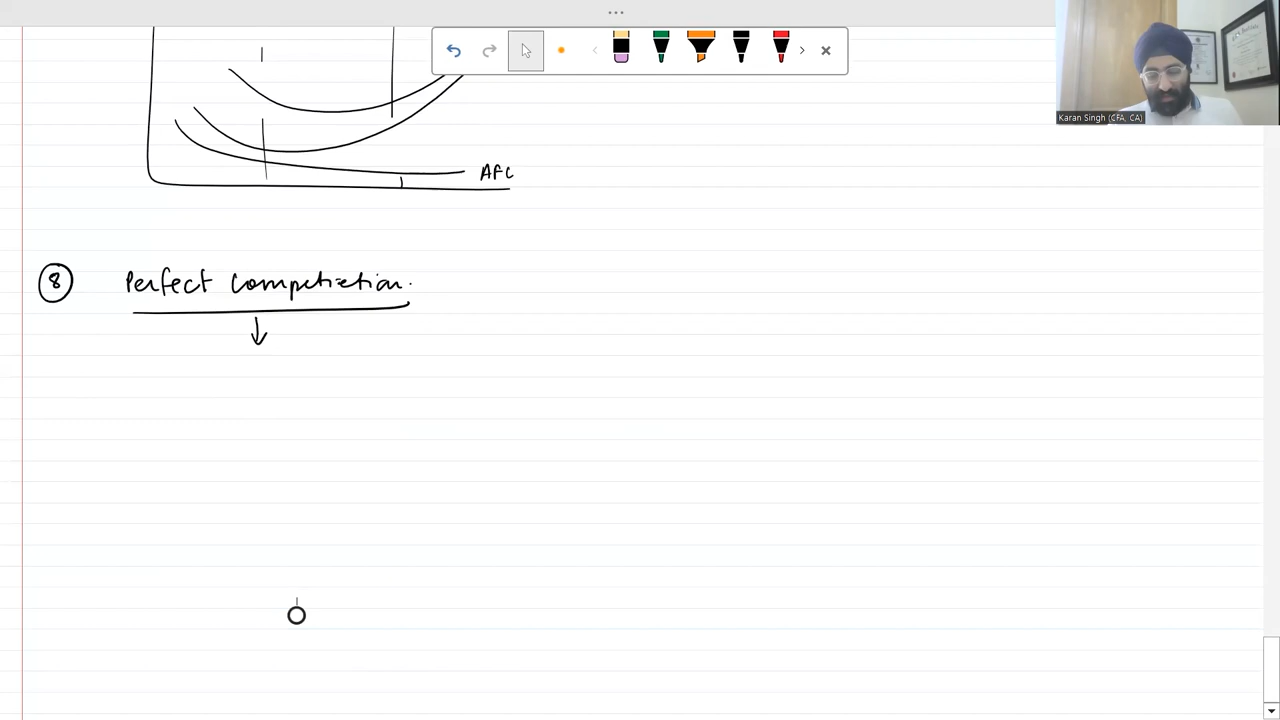 Karan Singh (CFA, CA)
AFC
8 Perfect Competition.